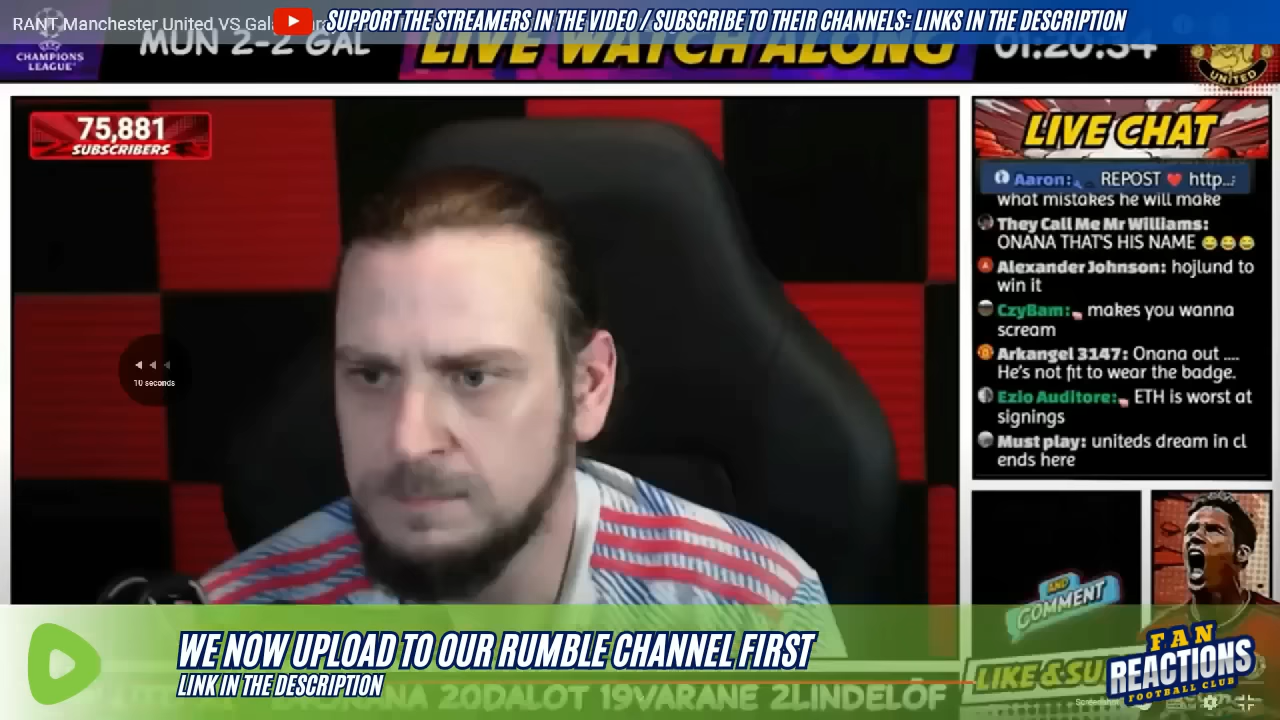 RANT Manchester United VS Gala
SUPPORT THE STREAMERS IN THE VIDEO / SUBSCRIBE TO THEIR CHANNELS: LINKS IN THE DESCRIPTION
CHAMPIONS
LEAGUE
MUN 2-2 GAL
LIVE WATCH ALONG
01:20:34
UNITED
75,881
SUBSCRIBERS
LIVE CHAT
Aaron: REPOST ❤️ http..:
what mistakes he will make
They Call Me Mr Williams:
ONANA THAT'S HIS NAME 😂😂😂
Alexander Johnson: hojlund to
win it
CzyBam: makes you wanna
scream
Arkangel 3147: Onana out ....
He's not fit to wear the badge.
Ezio Auditore: ETH is worst at
signings
Must play: uniteds dream in cl
ends here
10 seconds
AND
COMMENT
WE NOW UPLOAD TO OUR RUMBLE CHANNEL FIRST
LINK IN THE DESCRIPTION
LIKE & SU
FAN
REACTIONS
FOOTBALL CLUB
NA 20DALOT 19VARANE 2LINDELÖF